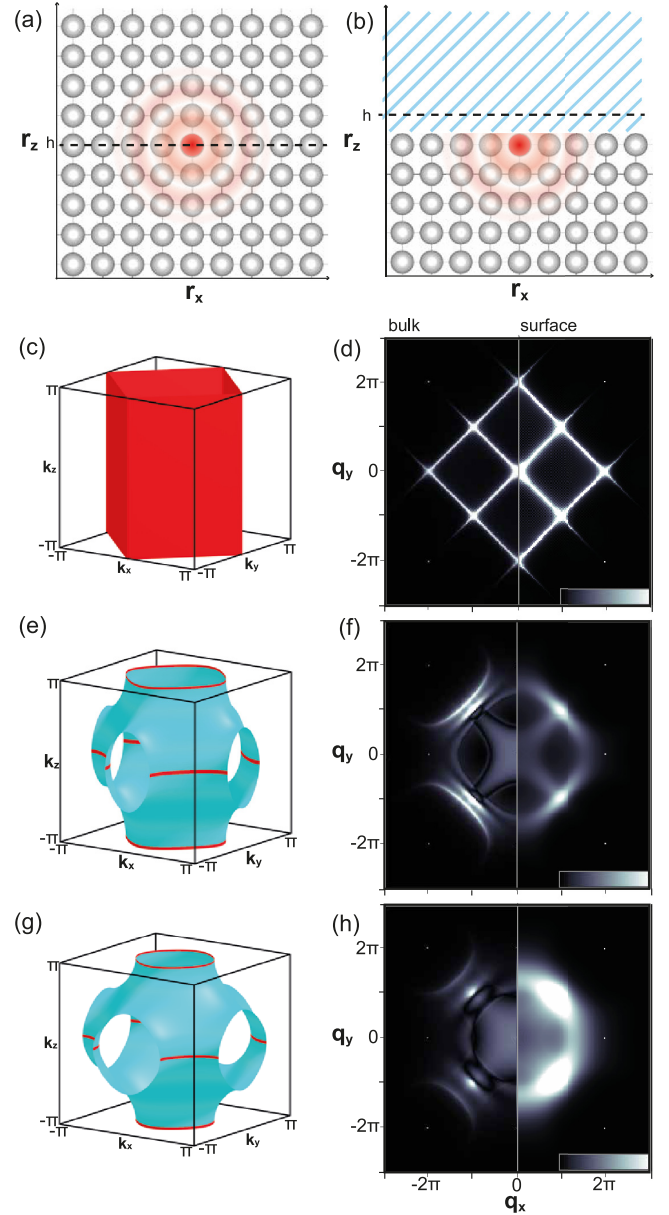 (a)
(b)
r_z
h
r_z
h
r_x
r_x
bulk
surface
(c)
(d)
π
k_z
-π
-π
k_x
π
-π
k_y
π
2π
q_y
0
-2π
(e)
(f)
π
k_z
-π
-π
k_x
π
-π
k_y
π
2π
q_y
0
-2π
(g)
(h)
π
k_z
-π
-π
k_x
π
-π
k_y
π
2π
q_y
0
-2π
-2π
0
2π
q_x